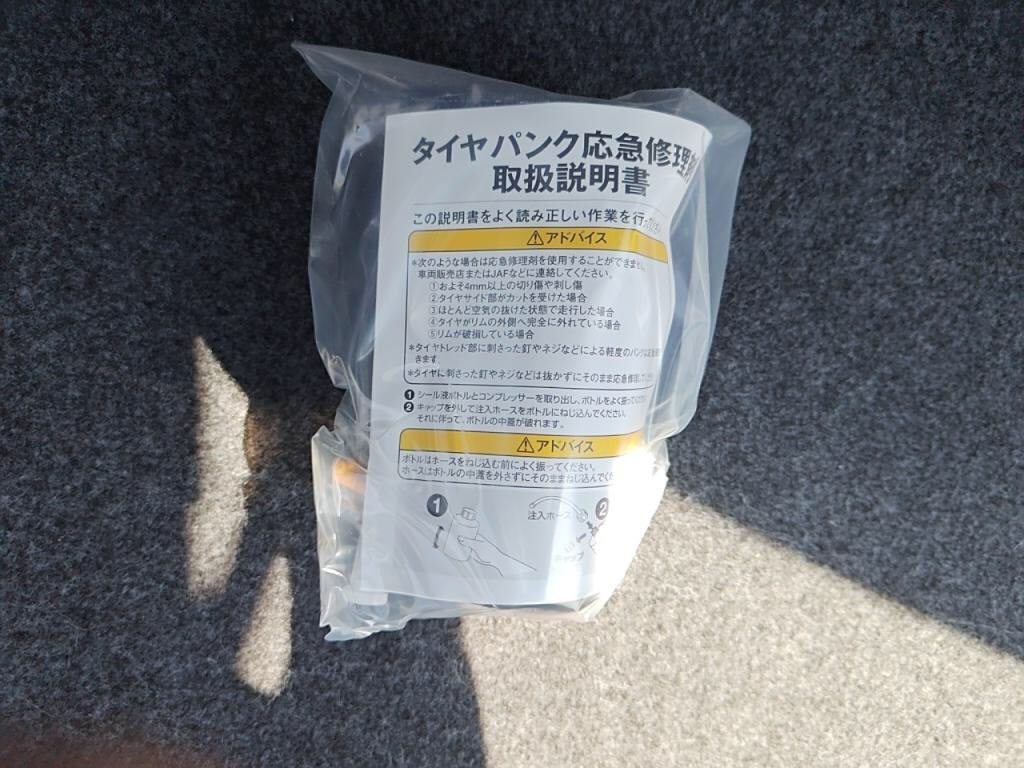 タイヤパンク応急修理
取扱説明書
この説明書をよく読み正しい作業を行っ
⚠アドバイス
*次のような場合は応急修理剤を使用することができませ
車両販売店またはJAFなどに連絡してください。
①およそ4mm以上の切り傷や刺し傷
②タイヤサイド部がカットを受けた場合
③ほとんど空気の抜けた状態で走行した場合
④タイヤがリムの外側へ完全に外れている場合
⑤リムが破損している場合
*タイヤトレッド部に刺さった釘やネジなどによる軽度のパンクは
きます
*タイヤに刺さった釘やネジなどは抜かずにそのまま応急修理し
❶シール液ボトルとコンプレッサーを取り出し、ボトルをよく振って
❷キャップを外して注入ホースをボトルにねじ込んでください。
それに伴って、ボトルの中蓋が破れます。
⚠アドバイス
ボトルはホースをねじ込む前によく振ってください。
ホースはボトルの中蓋を外さずにそのままねじ込んでく
❶
注入ホース
❷
キャップ